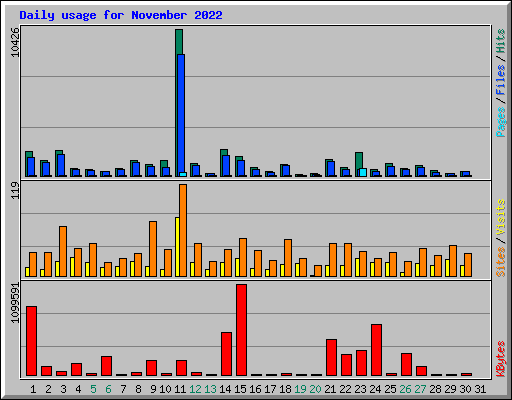 Daily usage for November 2022
10426
Pages / Files / Hits
119
Sites / Visits
1099591
KBytes
1 2 3 4 5 6 7 8 9 10 11 12 13 14 15 16 17 18 19 20 21 22 23 24 25 26 27 28 29 30 31